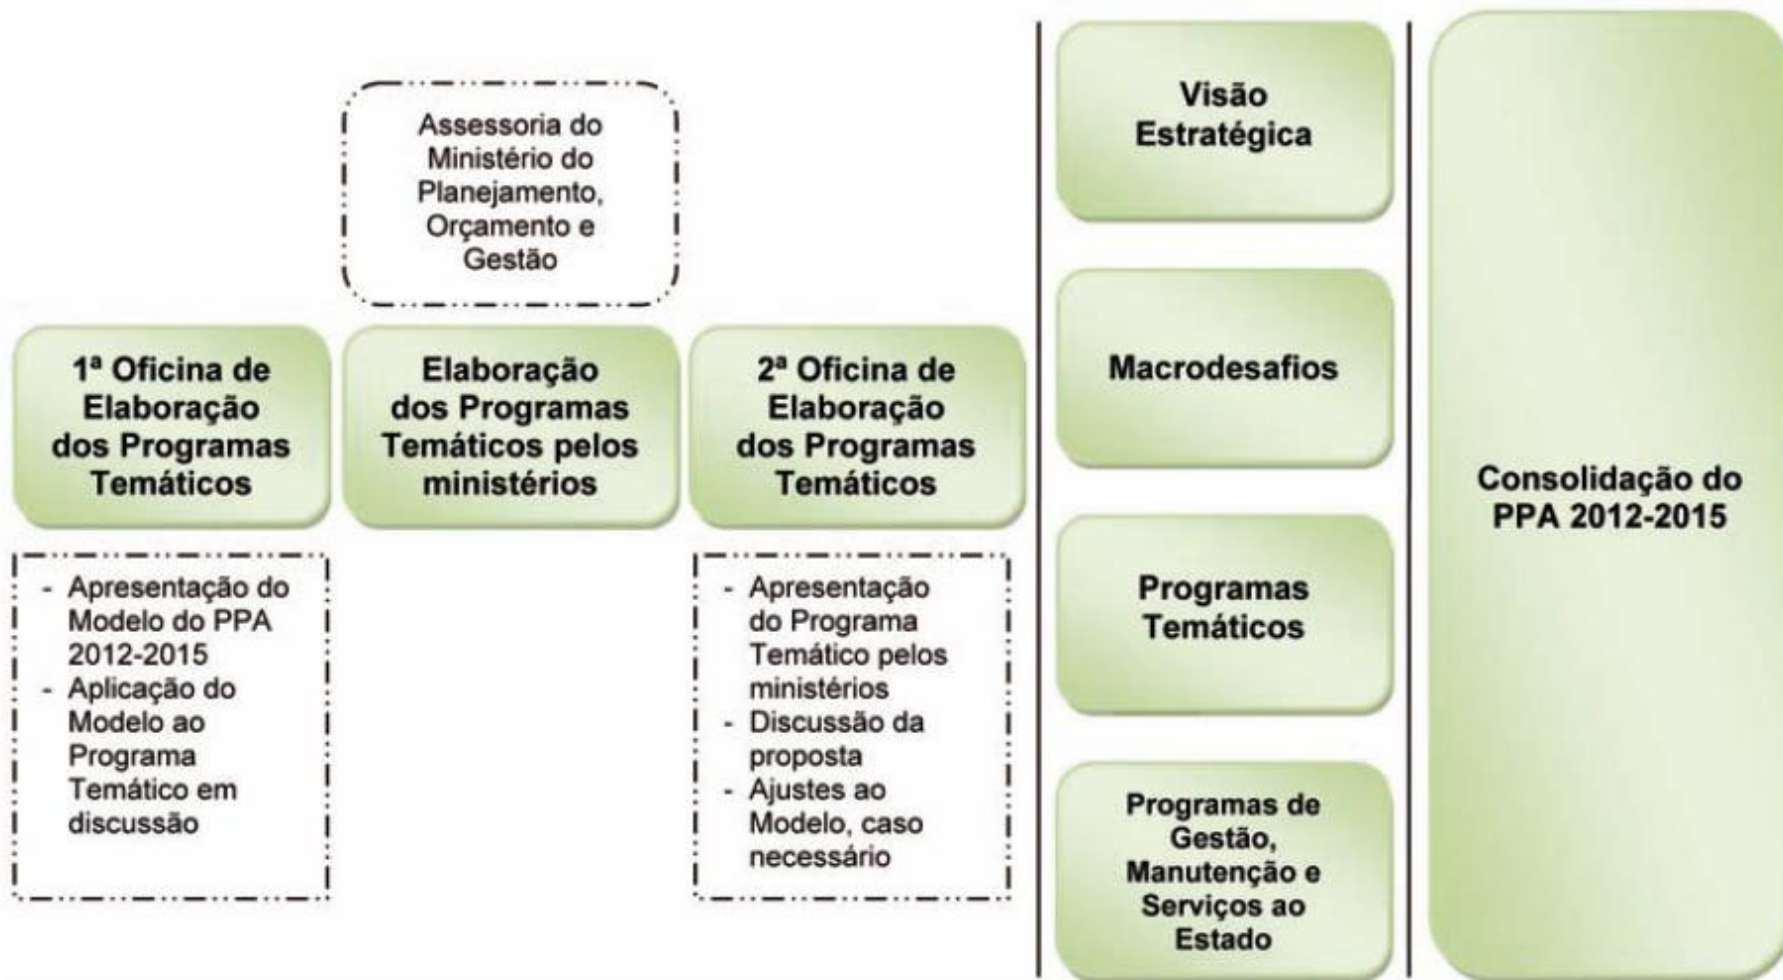 Assessoria do
Ministério do
Planejamento,
Orçamento e
Gestão
1ª Oficina de
Elaboração
dos Programas
Temáticos
Elaboração
dos Programas
Temáticos pelos
ministérios
2ª Oficina de
Elaboração
dos Programas
Temáticos
- Apresentação do
Modelo do PPA
2012-2015
- Aplicação do
Modelo ao
Programa
Temático em
discussão
- Apresentação
do Programa
Temático pelos
ministérios
- Discussão da
proposta
- Ajustes ao
Modelo, caso
necessário
Visão
Estratégica
Macrodesafios
Programas
Temáticos
Programas de
Gestão,
Manutenção e
Serviços ao
Estado
Consolidação do
PPA 2012-2015